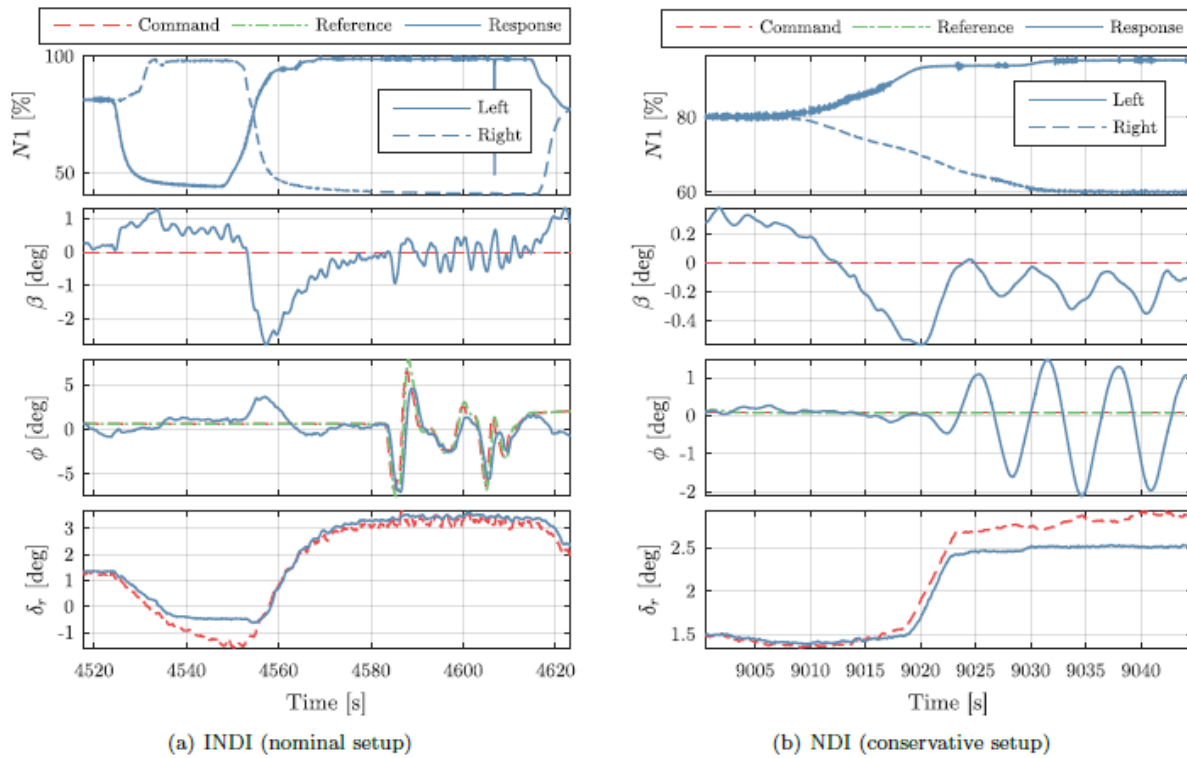 Command Reference Response
Command Reference Response
100
50
N1 [%]
Left
Right
80
60
N1 [%]
Left
Right
1
0
-1
-2
β [deg]
0.2
0
-0.2
-0.4
β [deg]
5
0
-5
ϕ [deg]
1
0
-1
-2
ϕ [deg]
3
2
1
0
-1
δr [deg]
2.5
2
1.5
δr [deg]
4520 4540 4560 4580 4600 4620
Time [s]
9005 9010 9015 9020 9025 9030 9035 9040
Time [s]
(a) INDI (nominal setup)
(b) NDI (conservative setup)